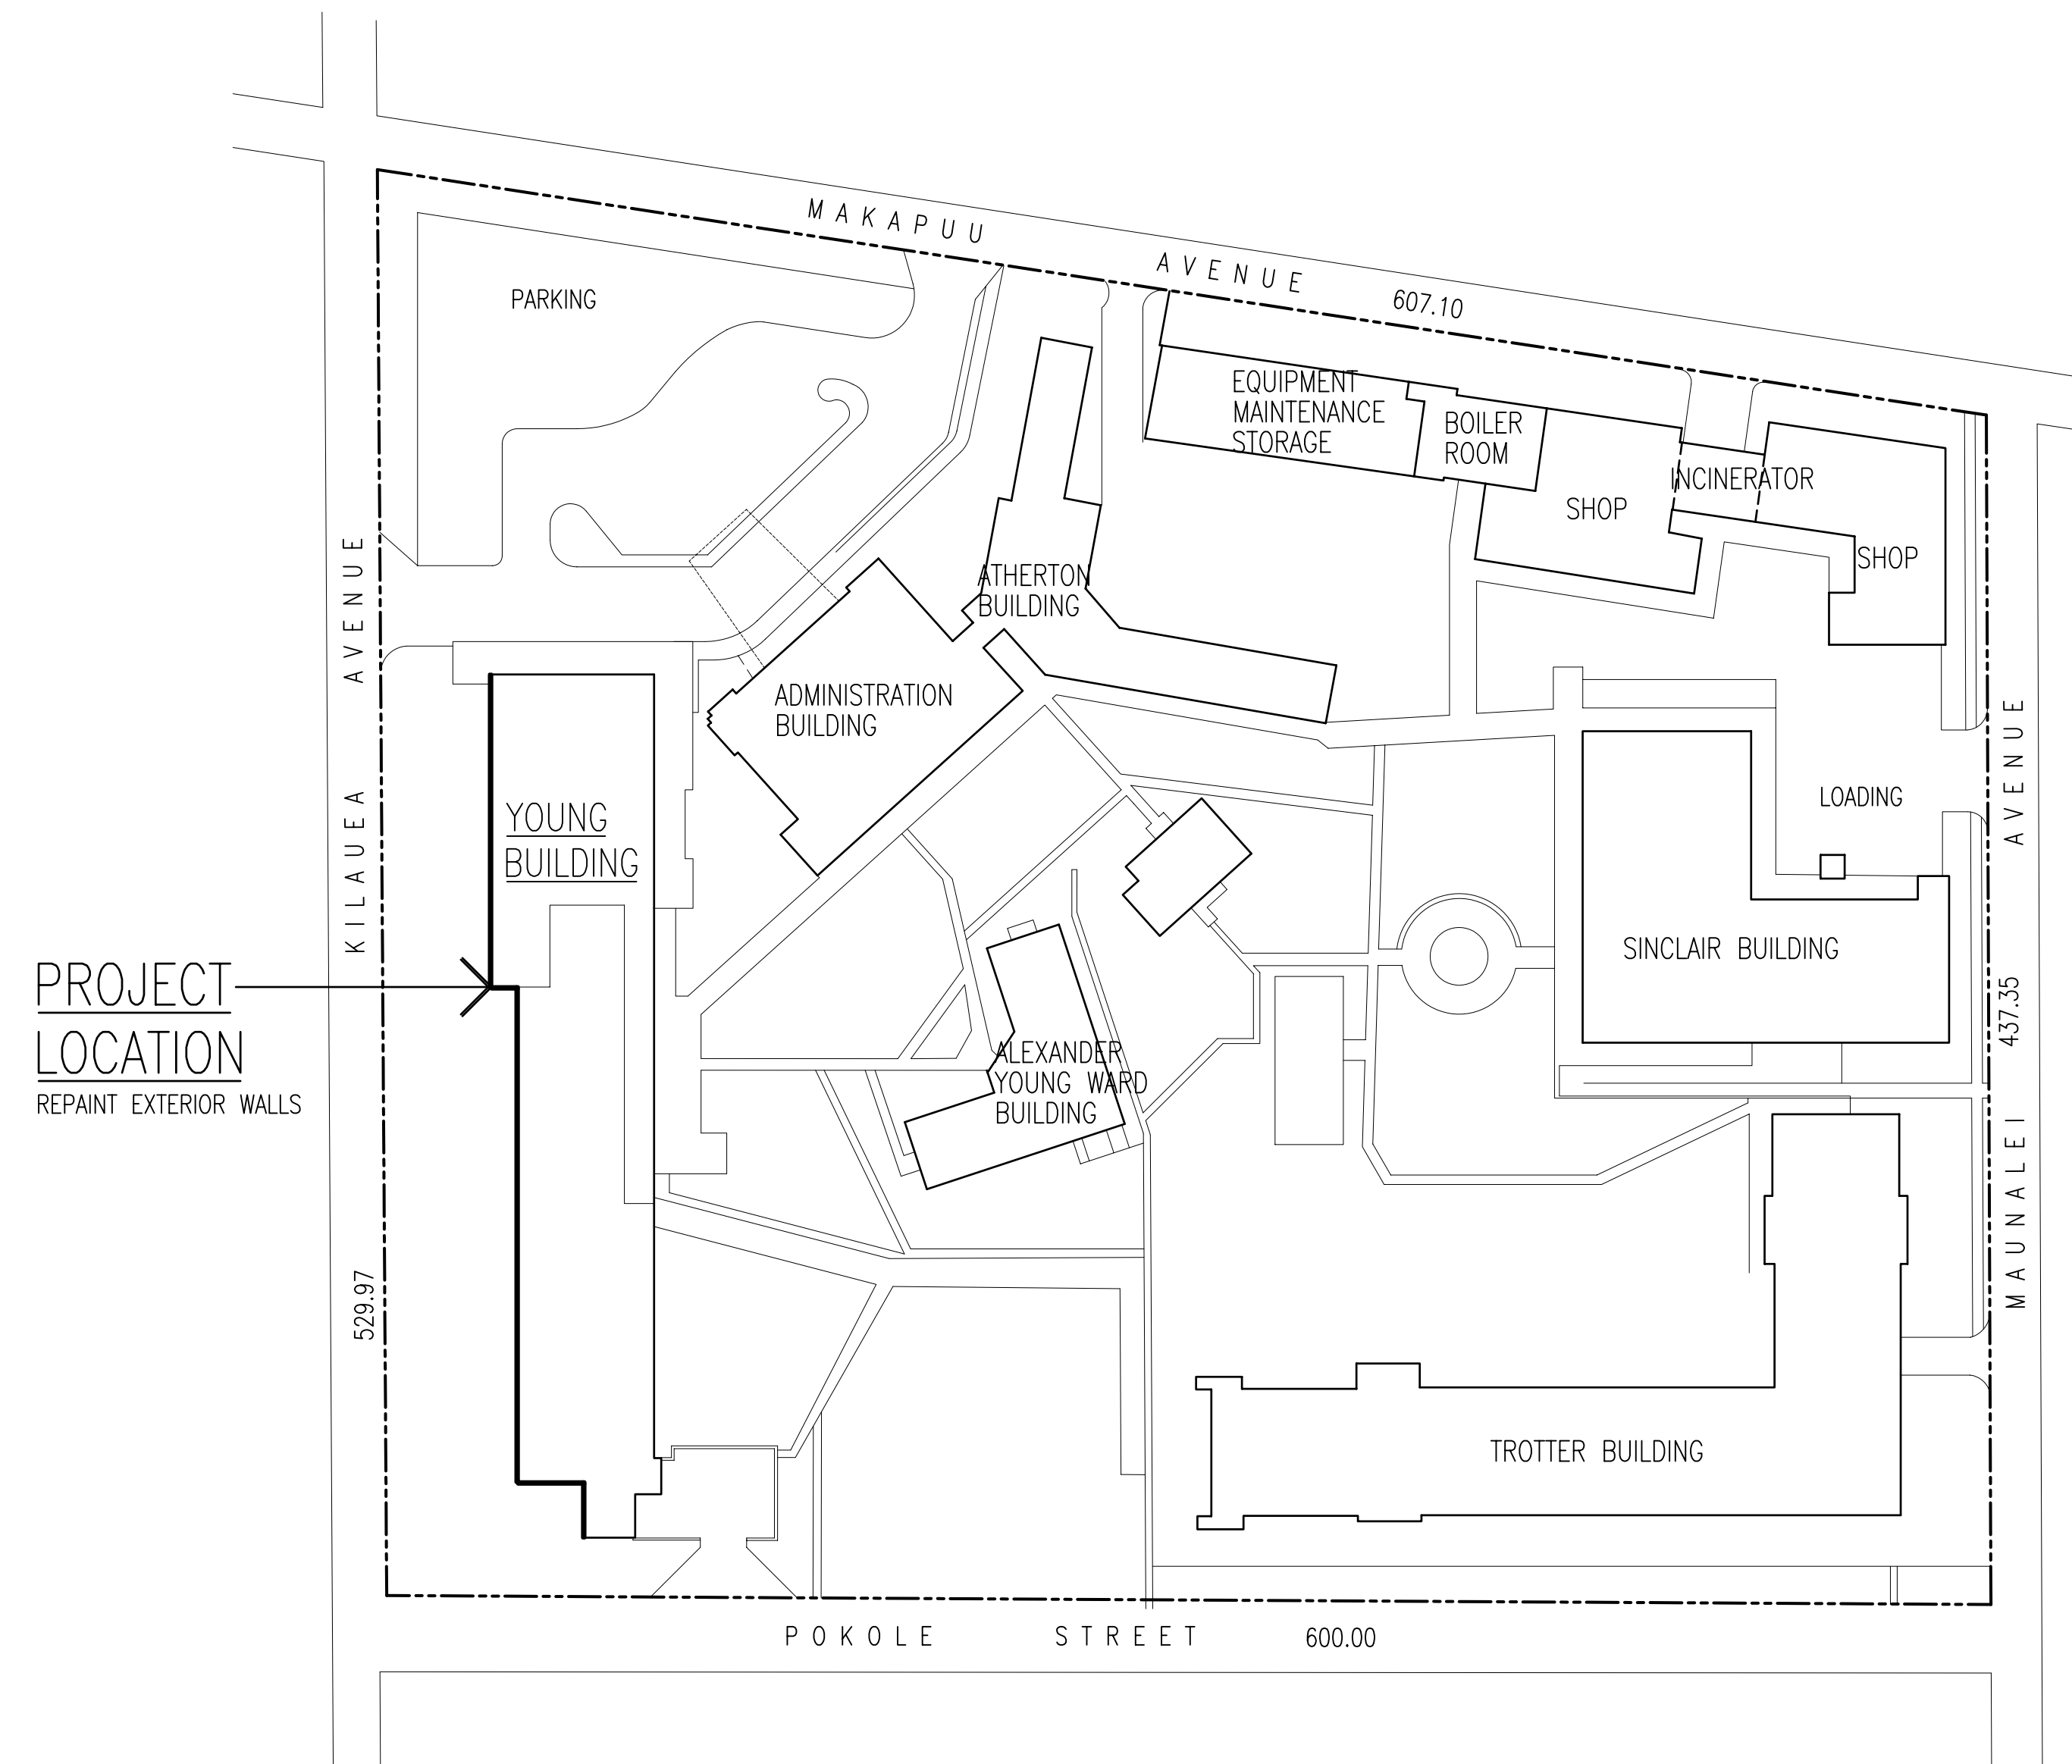 MAKAPUU AVENUE 607.10
PARKING
EQUIPMENT
MAINTENANCE
STORAGE
BOILER
ROOM
INCINERATOR
SHOP
SHOP
ATHERTON
BUILDING
KILAUEA AVENUE
ADMINISTRATION
BUILDING
YOUNG
BUILDING
LOADING
MAUNALEI AVENUE
SINCLAIR BUILDING
437.35
PROJECT
LOCATION
REPAINT EXTERIOR WALLS
ALEXANDER
YOUNG WARD
BUILDING
529.97
TROTTER BUILDING
POKOLE STREET 600.00